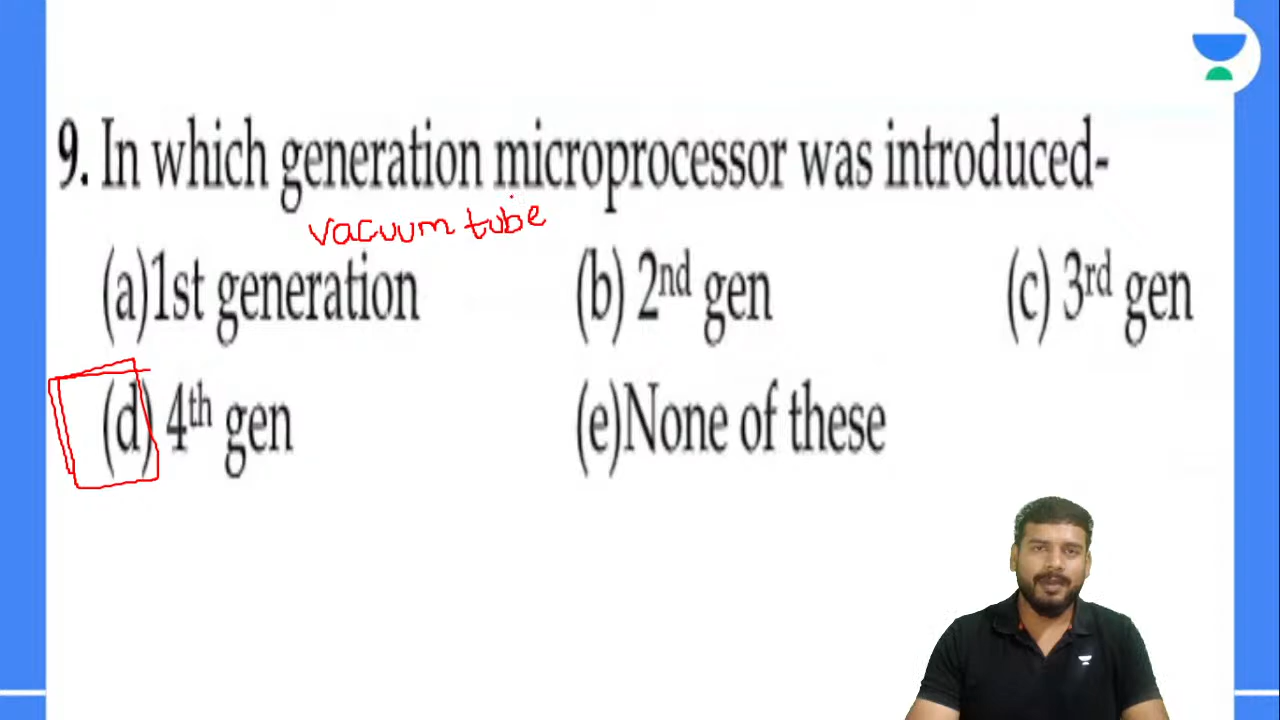 9. In which generation microprocessor was introduced-
vacuum tube
(a)1st generation (b) 2nd gen (c) 3rd gen
(d) 4th gen (e)None of these